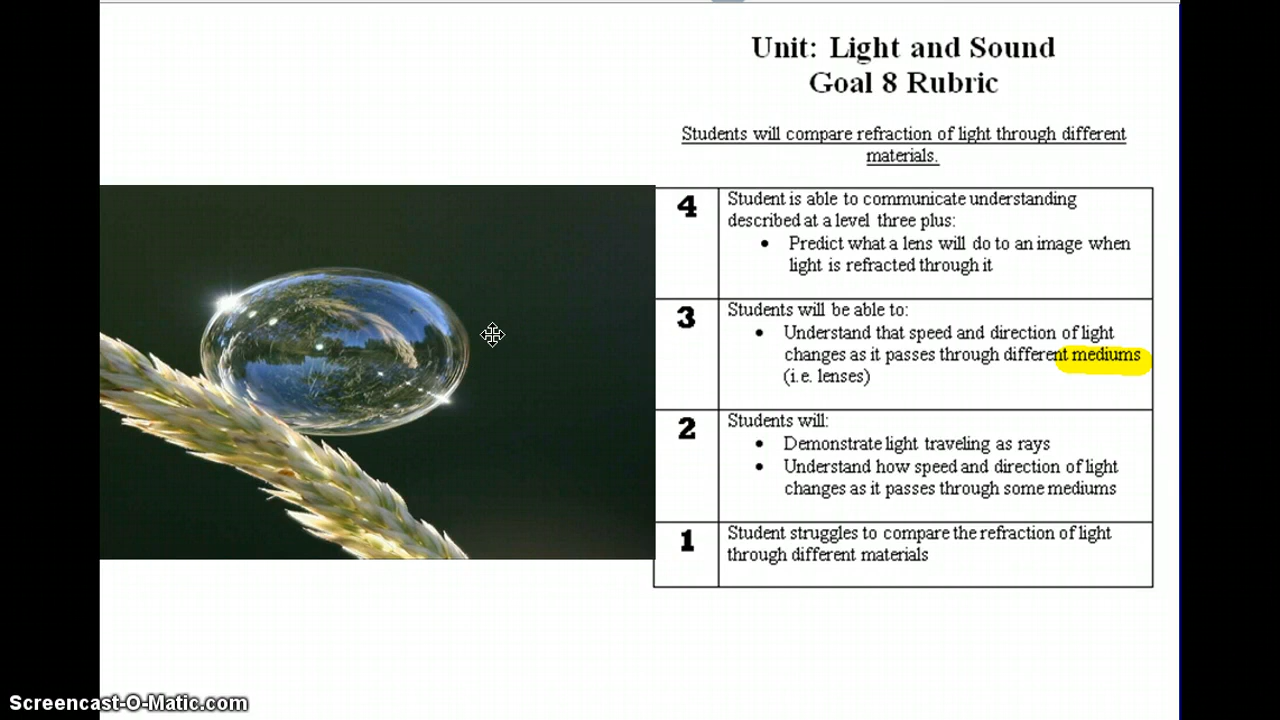 Unit: Light and Sound
Goal 8 Rubric
Students will compare refraction of light through different
materials.
4
Student is able to communicate understanding
described at a level three plus:
• Predict what a lens will do to an image when
light is refracted through it
3
Students will be able to:
• Understand that speed and direction of light
changes as it passes through different mediums
(i.e. lenses)
2
Students will:
• Demonstrate light traveling as rays
• Understand how speed and direction of light
changes as it passes through some mediums
1
Student struggles to compare the refraction of light
through different materials
Screencast-O-Matic.com